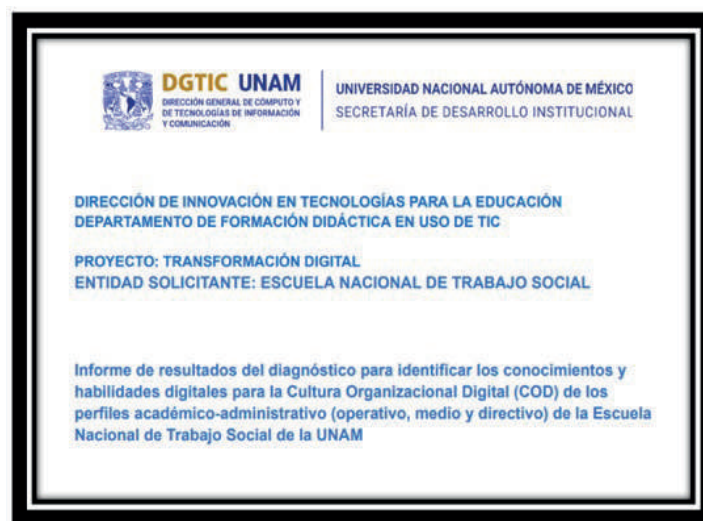 DGTIC UNAM
DIRECCIÓN GENERAL DE CÓMPUTO Y
DE TECNOLOGÍAS DE INFORMACIÓN
Y COMUNICACIÓN
UNIVERSIDAD NACIONAL AUTÓNOMA DE MÉXICO
SECRETARÍA DE DESARROLLO INSTITUCIONAL
DIRECCIÓN DE INNOVACIÓN EN TECNOLOGÍAS PARA LA EDUCACIÓN
DEPARTAMENTO DE FORMACIÓN DIDÁCTICA EN USO DE TIC
PROYECTO: TRANSFORMACIÓN DIGITAL
ENTIDAD SOLICITANTE: ESCUELA NACIONAL DE TRABAJO SOCIAL
Informe de resultados del diagnóstico para identificar los conocimientos y
habilidades digitales para la Cultura Organizacional Digital (COD) de los
perfiles académico-administrativo (operativo, medio y directivo) de la Escuela
Nacional de Trabajo Social de la UNAM